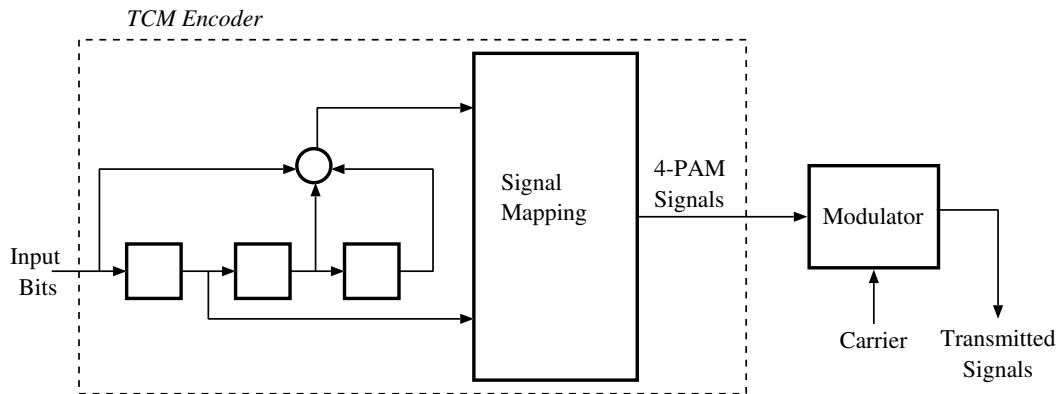 TCM Encoder
Input
Bits
Signal
Mapping
4-PAM
Signals
Modulator
Carrier
Transmitted
Signals